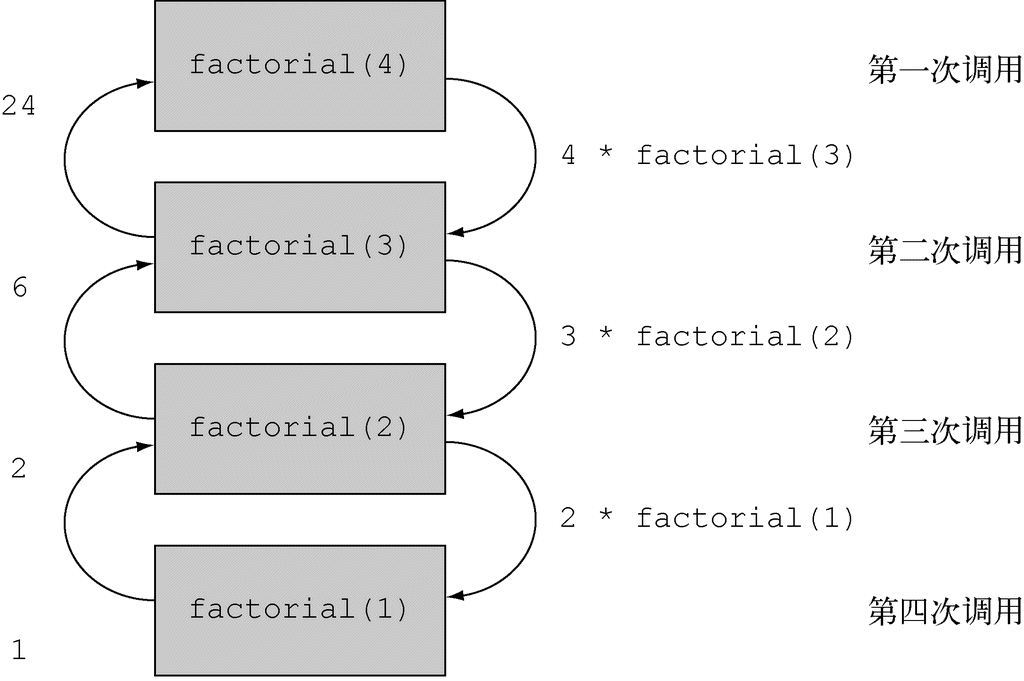 factorial(4)
第一次调用
24
4 * factorial(3)
factorial(3)
第二次调用
6
3 * factorial(2)
factorial(2)
第三次调用
2
2 * factorial(1)
factorial(1)
第四次调用
1